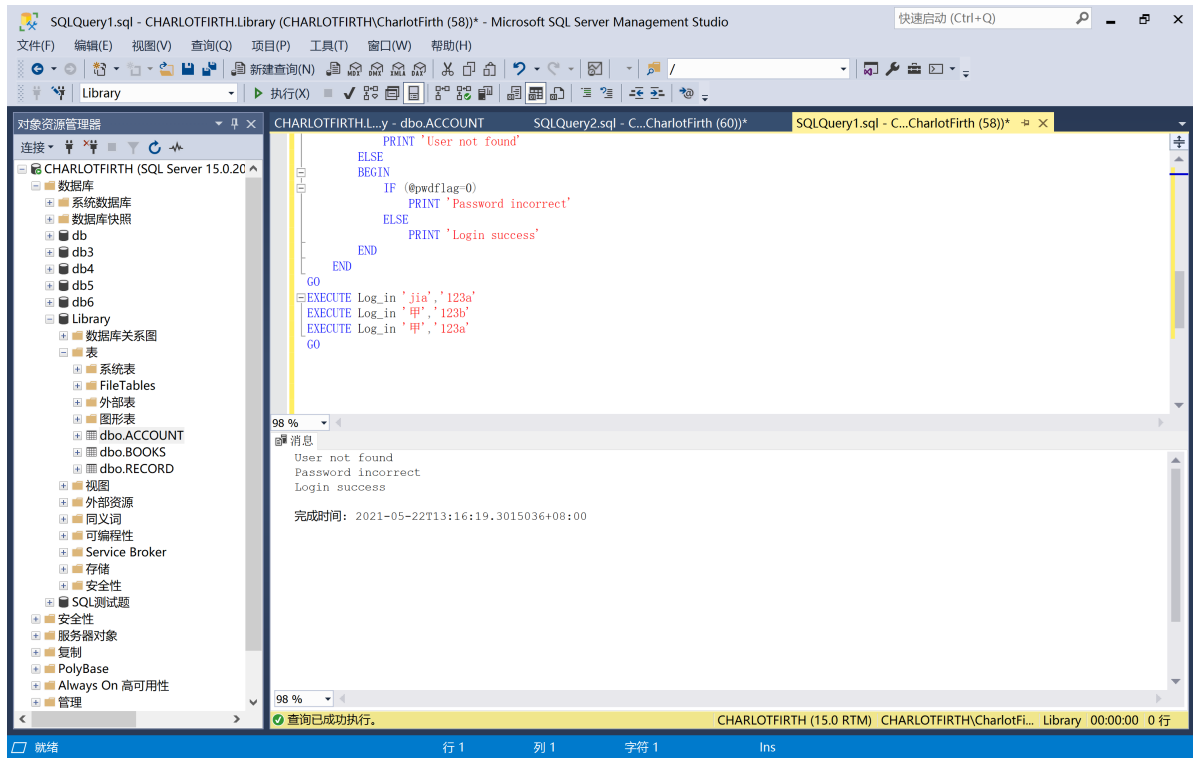 SQLQuery1.sql - CHARLOTFIRTH.Library (CHARLOTFIRTH\CharlotFirth (58))* - Microsoft SQL Server Management Studio
快速启动 (Ctrl+Q)
文件(F) 编辑(E) 视图(V) 查询(Q) 项目(P) 工具(T) 窗口(W) 帮助(H)
新建查询(N) MDX DMX XMLA DAX /
Library 执行(X)
对象资源管理器
连接
CHARLOTFIRTH (SQL Server 15.0.20
数据库
系统数据库
数据库快照
db
db3
db4
db5
db6
Library
数据库关系图
表
系统表
FileTables
外部表
图形表
dbo.ACCOUNT
dbo.BOOKS
dbo.RECORD
视图
外部资源
同义词
可编程性
Service Broker
存储
安全性
SQL测试题
安全性
服务器对象
复制
PolyBase
Always On 高可用性
管理
CHARLOTFIRTH.L...y - dbo.ACCOUNT SQLQuery2.sql - C...CharlotFirth (60))* SQLQuery1.sql - C...CharlotFirth (58))*
PRINT 'User not found'
ELSE
BEGIN
IF (@pwdflag=0)
PRINT 'Password incorrect'
ELSE
PRINT 'Login success'
END
END
GO
EXECUTE Log_in 'jia','123a'
EXECUTE Log_in '甲','123b'
EXECUTE Log_in '甲','123a'
GO
98 %
消息
User not found
Password incorrect
Login success
完成时间: 2021-05-22T13:16:19.3015036+08:00
98 %
查询已成功执行。 CHARLOTFIRTH (15.0 RTM) CHARLOTFIRTH\CharlotFi... Library 00:00:00 0 行
就绪 行 1 列 1 字符 1 Ins